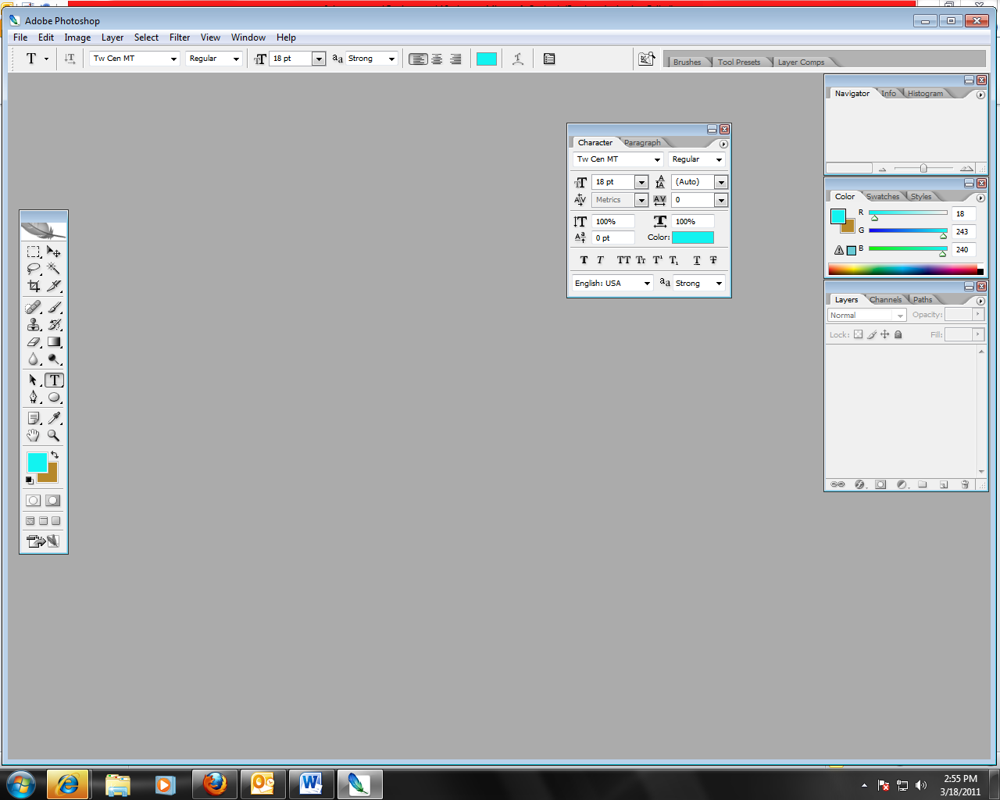 Adobe Photoshop
File Edit Image Layer Select Filter View Window Help
T Tw Cen MT Regular 18 pt aa Strong
Brushes Tool Presets Layer Comps
Navigator Info Histogram
Character Paragraph
Tw Cen MT Regular
18 pt (Auto)
Metrics 0
100% 100%
0 pt Color:
T T TT Tr T¹ T₁ T T
English: USA aa Strong
Color Swatches Styles
R 18
G 243
B 240
Layers Channels Paths
Normal Opacity:
Lock: Fill:
2:55 PM
3/18/2011